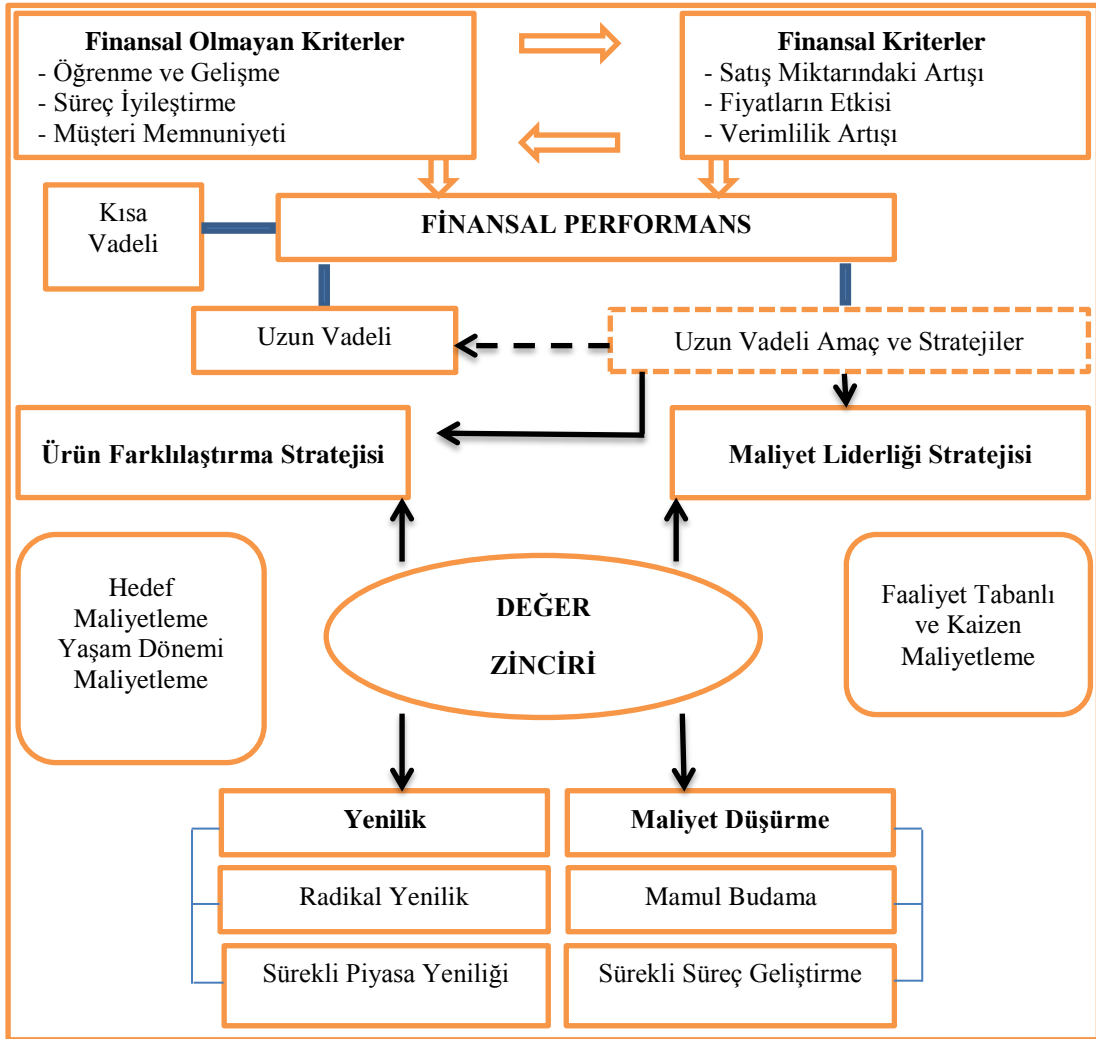 Finansal Olmayan Kriterler
- Öğrenme ve Gelişme
- Süreç İyileştirme
- Müşteri Memnuniyeti
Finansal Kriterler
- Satış Miktarındaki Artışı
- Fiyatların Etkisi
- Verimlilik Artışı
Kısa
Vadeli
FİNANSAL PERFORMANS
Uzun Vadeli
Uzun Vadeli Amaç ve Stratejiler
Ürün Farklılaştırma Stratejisi
Maliyet Liderliği Stratejisi
Hedef
Maliyetleme
Yaşam Dönemi
Maliyetleme
DEĞER
ZİNCİRİ
Faaliyet Tabanlı
ve Kaizen
Maliyetleme
Yenilik
Maliyet Düşürme
Radikal Yenilik
Mamul Budama
Sürekli Piyasa Yeniliği
Sürekli Süreç Geliştirme